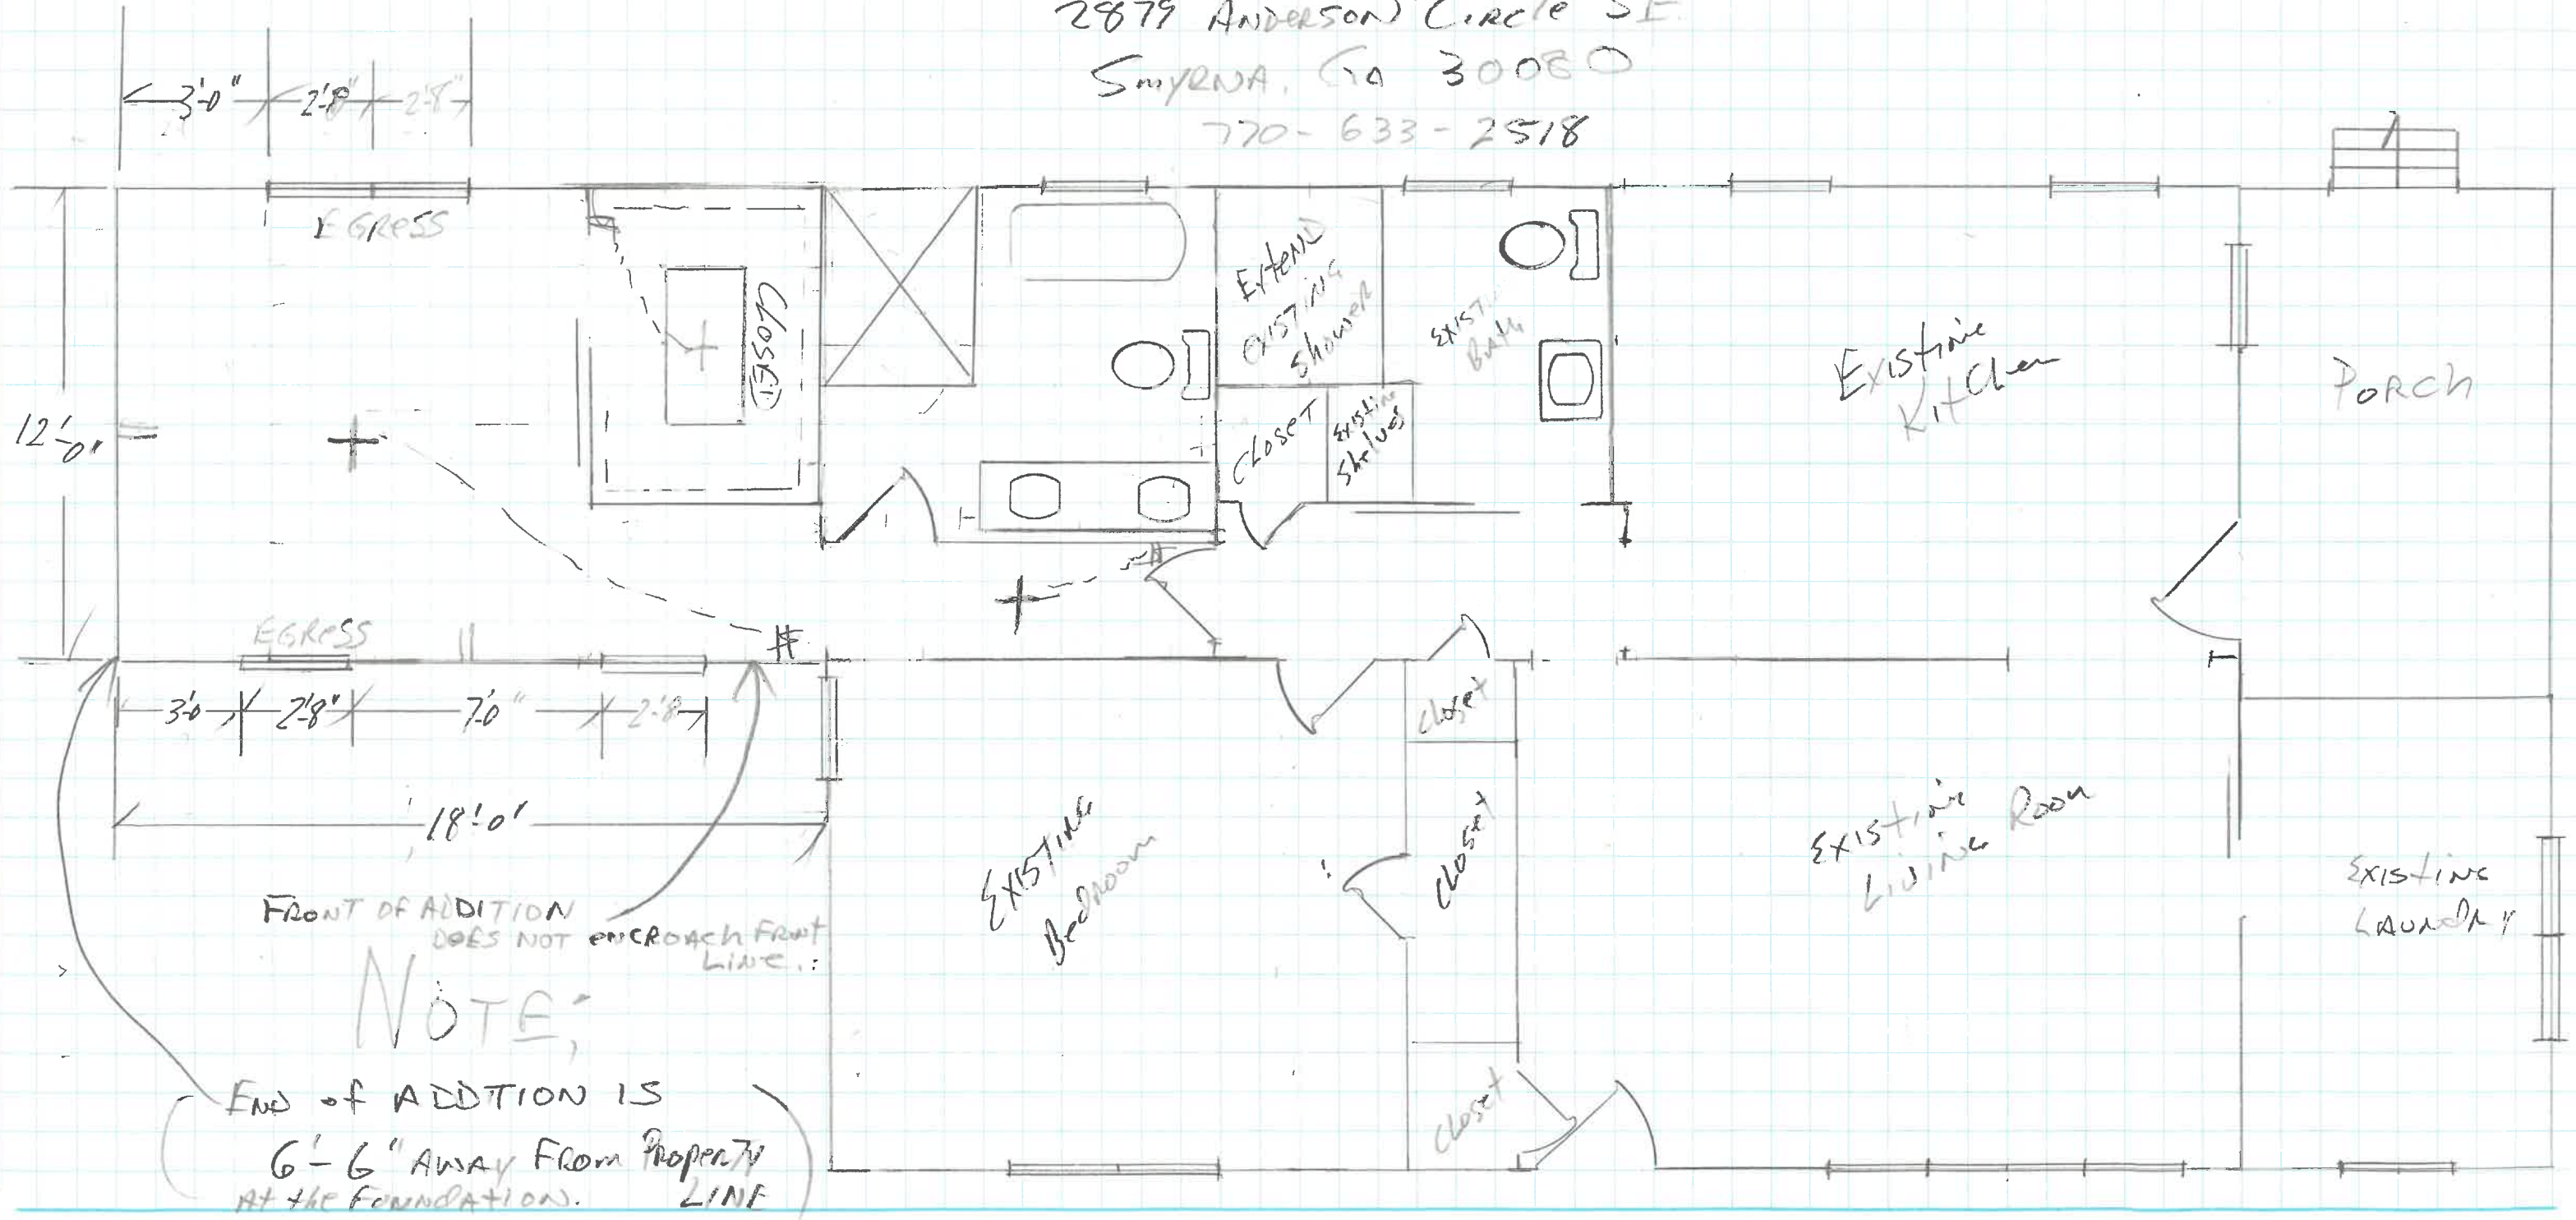 2879 ANDERSON CIRCLE SE
SMYRNA, GA 30080
770-633-2518
3'-0"
2'-8"
2'-8"
EGRESS
CLOSET
Extend
existing
shower
EXIST
Bath
Existing
Kitchen
PORCH
12'-0"
CLOSET
Existing
Shelves
EGRESS
3'-0
2'-8"
7'-0"
2'-8
18'-0"
closet
EXISTING
Bedroom
CLOSET
Existing
Living Room
Existing
LAUNDRY
FRONT OF ADDITION
DOES NOT ENCROACH FRONT
LINE.
NOTE;
END of ADDTION IS
6'-6" AWAY FROM PROPERTY
LINE
At the FOUNDATION.
closet